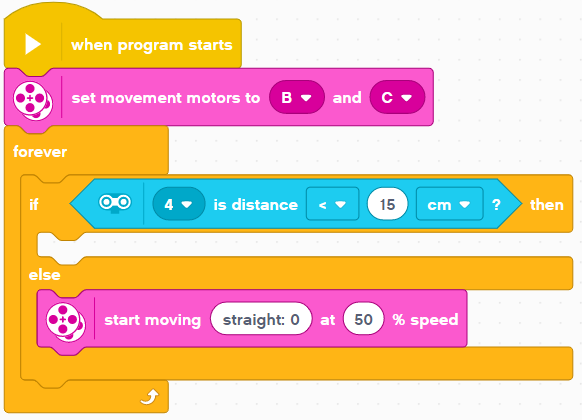 when program starts
set movement motors to B and C
forever
if 4 is distance < 15 cm ? then
else
start moving straight: 0 at 50 % speed